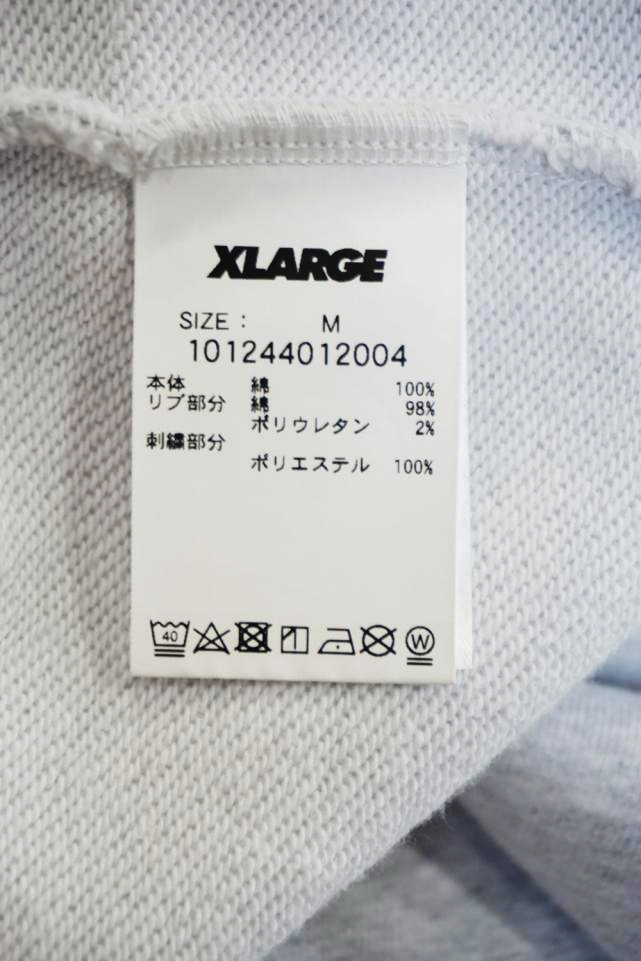 XLARGE
SIZE : M
101244012004
本体 綿 100%
リブ部分 綿 98%
ポリウレタン 2%
刺繍部分
ポリエステル 100%
40 W